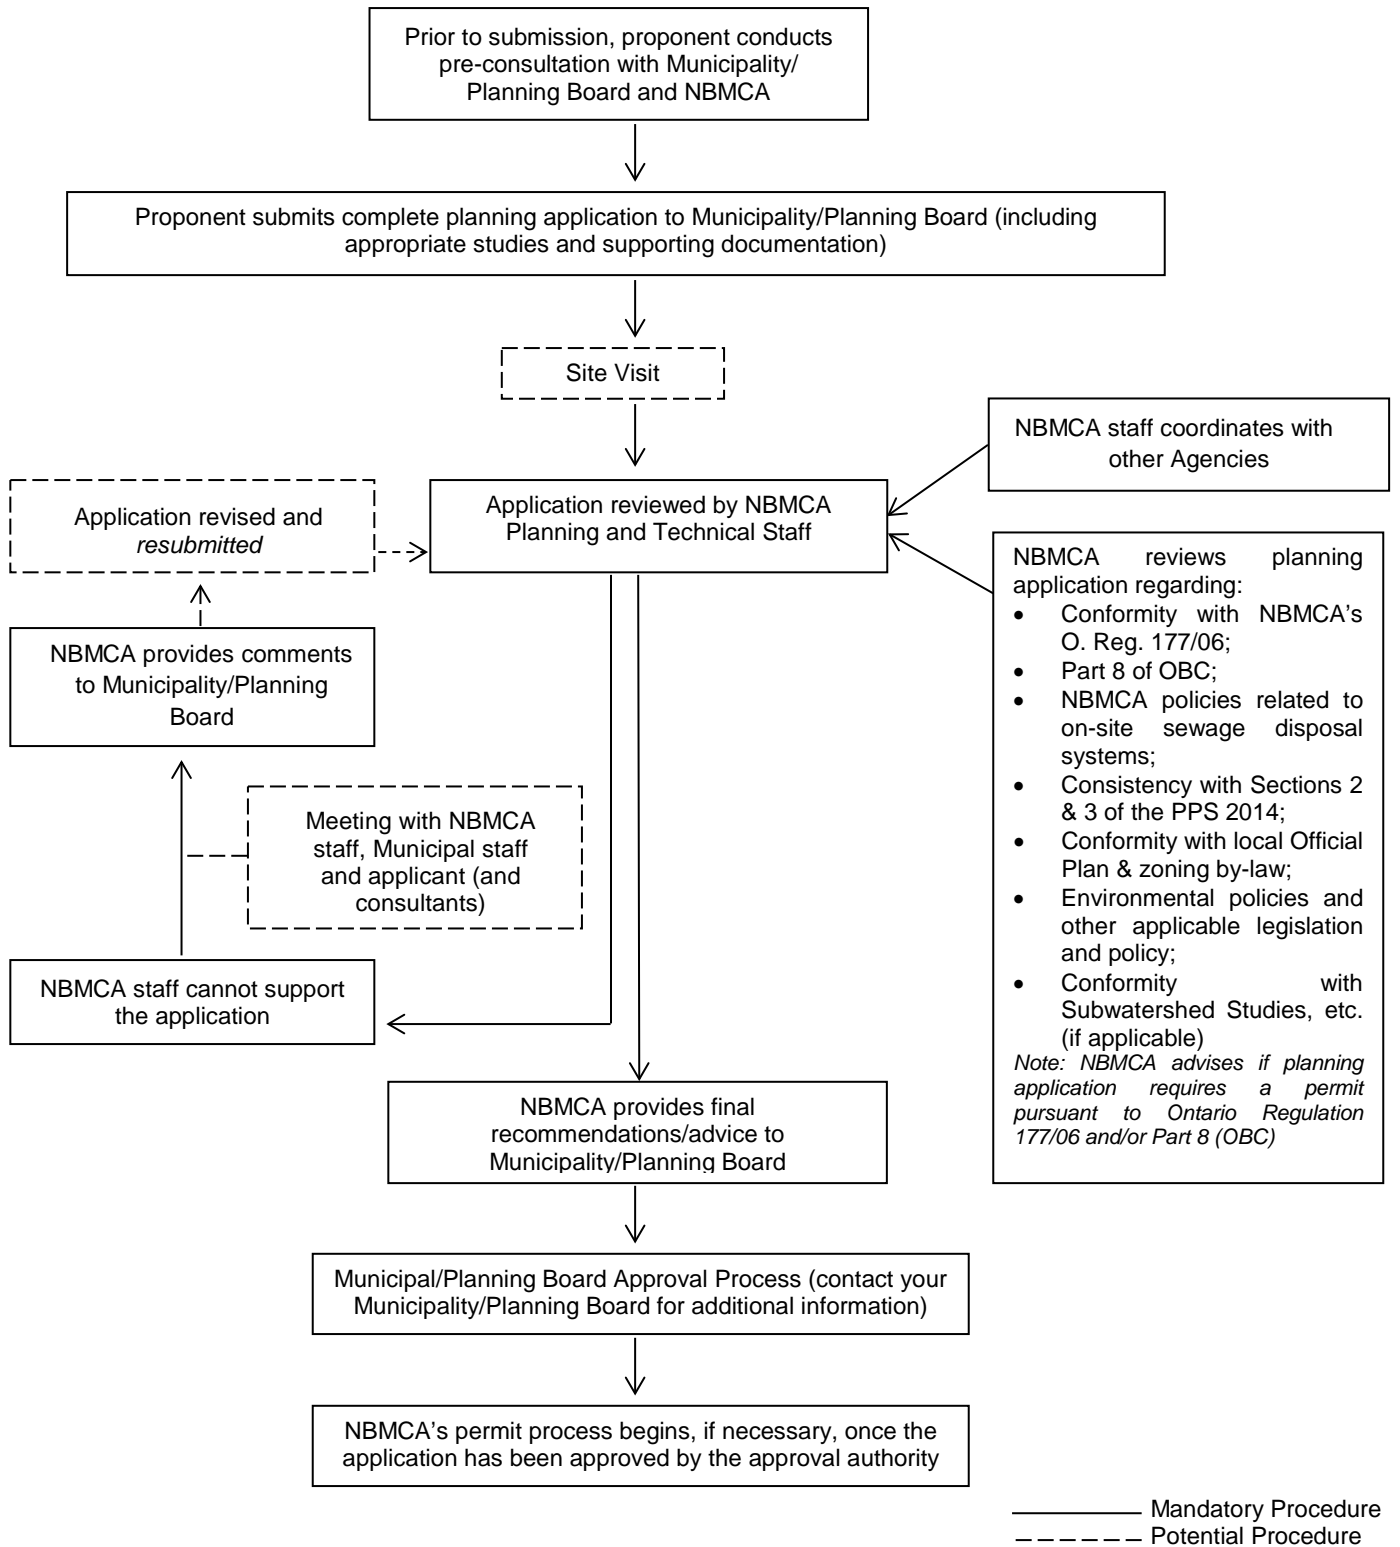 Prior to submission, proponent conducts
pre-consultation with Municipality/
Planning Board and NBMCA
Proponent submits complete planning application to Municipality/Planning Board (including
appropriate studies and supporting documentation)
Site Visit
NBMCA staff coordinates with
other Agencies
Application reviewed by NBMCA
Planning and Technical Staff
Application revised and
resubmitted
NBMCA provides comments
to Municipality/Planning
Board
Meeting with NBMCA
staff, Municipal staff
and applicant (and
consultants)
NBMCA staff cannot support
the application
NBMCA reviews planning
application regarding:
• Conformity with NBMCA’s
O. Reg. 177/06;
• Part 8 of OBC;
• NBMCA policies related to
on-site sewage disposal
systems;
• Consistency with Sections 2
& 3 of the PPS 2014;
• Conformity with local Official
Plan & zoning by-law;
• Environmental policies and
other applicable legislation
and policy;
• Conformity with
Subwatershed Studies, etc.
(if applicable)
Note: NBMCA advises if planning
application requires a permit
pursuant to Ontario Regulation
177/06 and/or Part 8 (OBC)
NBMCA provides final
recommendations/advice to
Municipality/Planning Board
Municipal/Planning Board Approval Process (contact your
Municipality/Planning Board for additional information)
NBMCA’s permit process begins, if necessary, once the
application has been approved by the approval authority
Mandatory Procedure
Potential Procedure